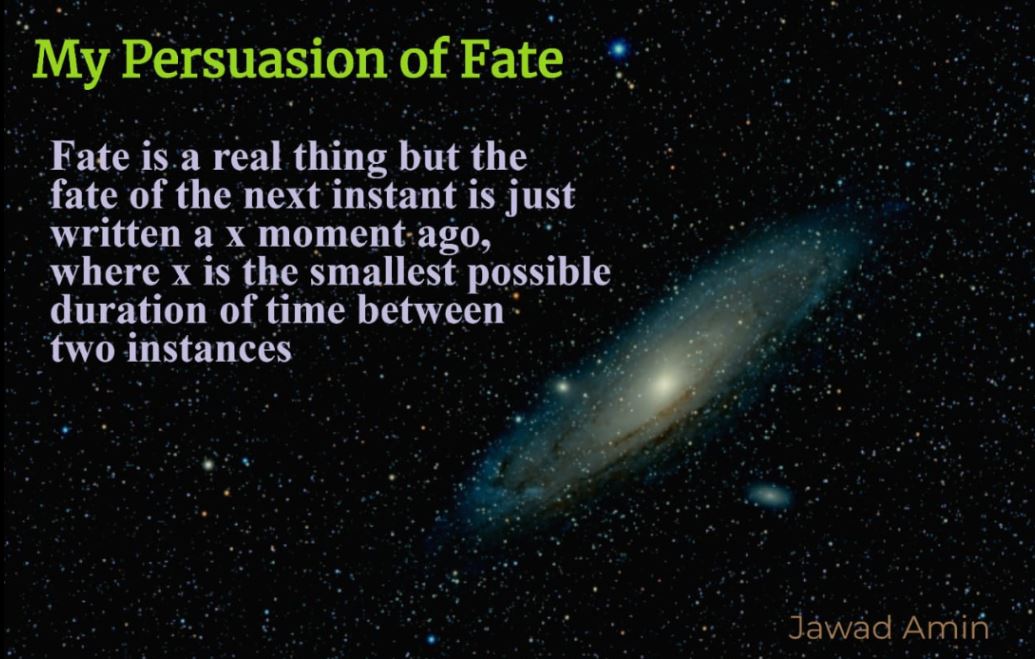 My Persuasion of Fate
Fate is a real thing but the
fate of the next instant is just
written a x moment ago,
where x is the smallest possible
duration of time between
two instances
Jawad Amin